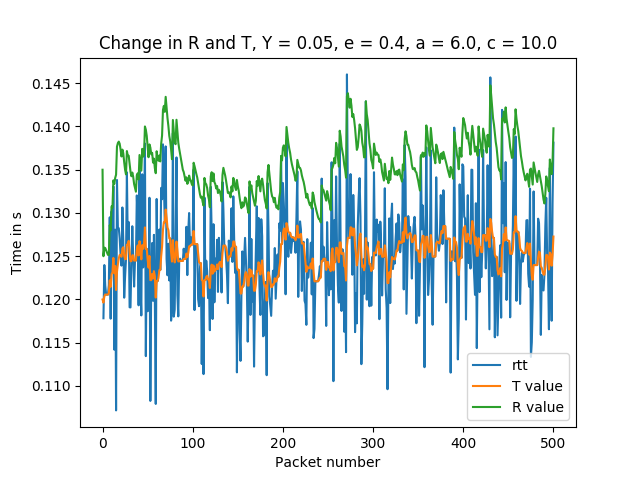 Change in R and T, Y = 0.05, e = 0.4, a = 6.0, c = 10.0
Time in s
0.145
0.140
0.135
0.130
0.125
0.120
0.115
0.110
0
100
200
300
400
500
Packet number
rtt
T value
R value